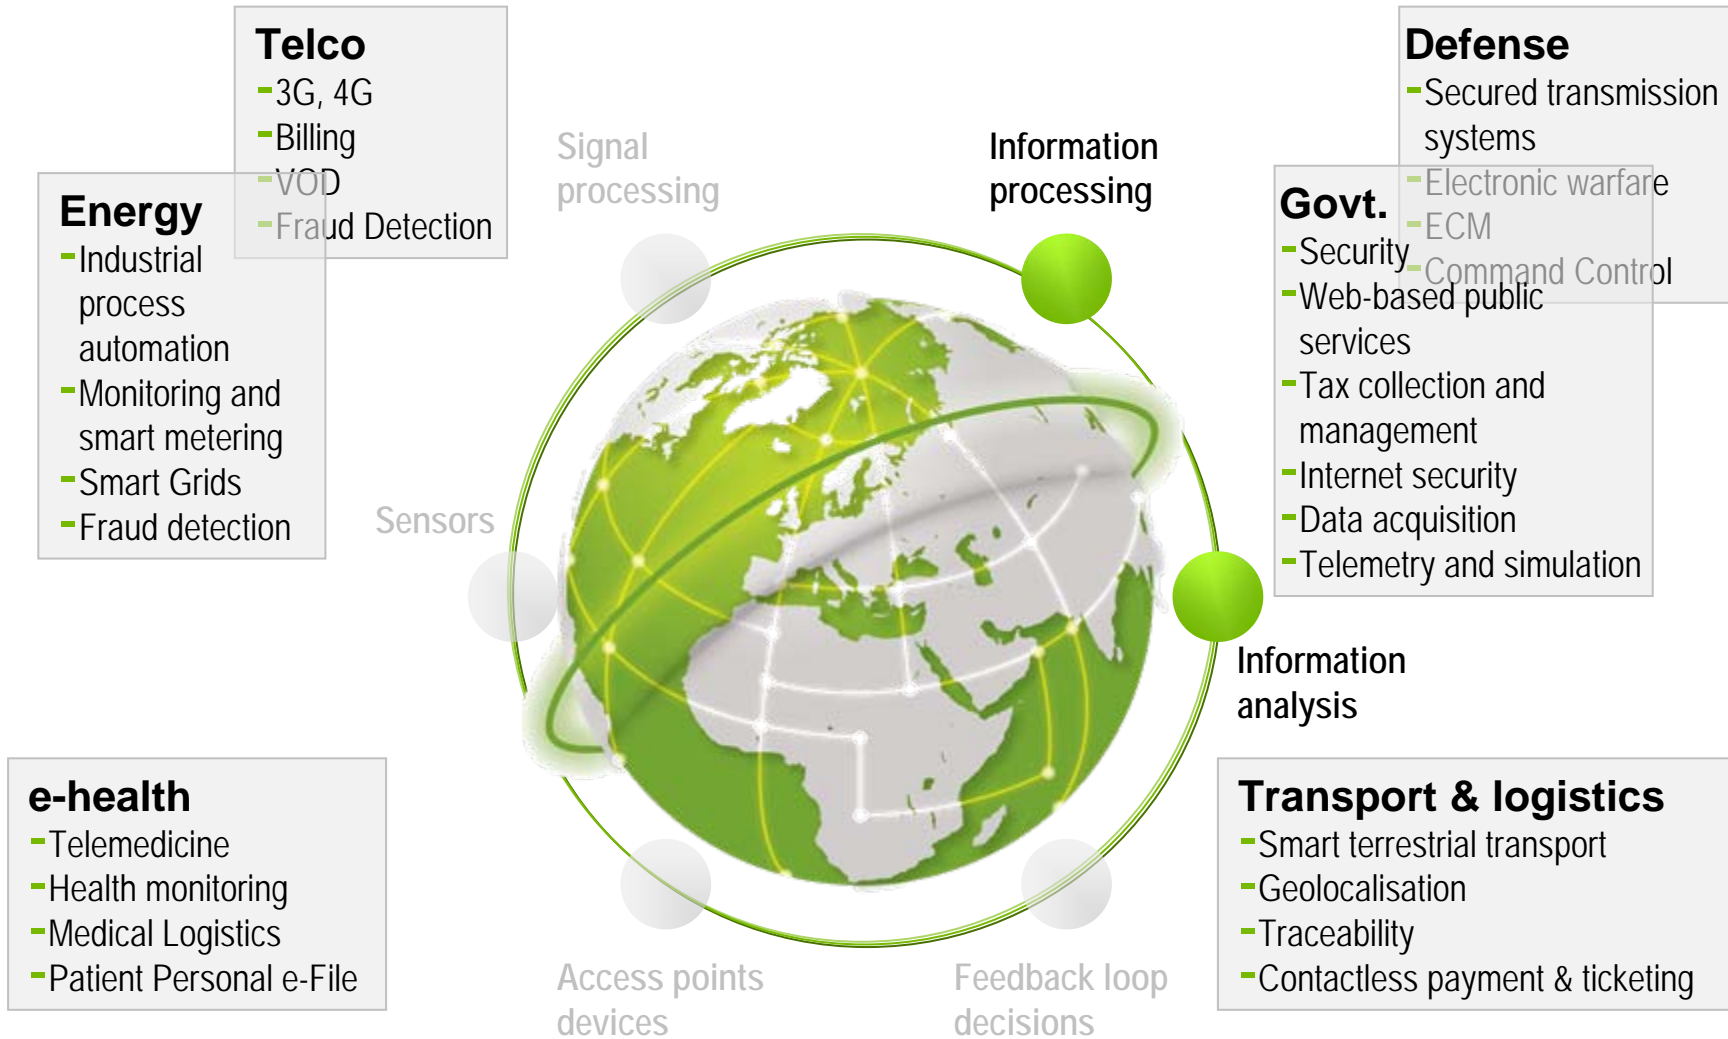 Telco
3G, 4G
Billing
VOD
Fraud Detection
Energy
Industrial
process
automation
Monitoring and
smart metering
Smart Grids
Fraud detection
Signal
processing
Information
processing
Defense
Secured transmission
systems
Electronic warfare
ECM
Command Control
Govt.
Security
Web-based public
services
Tax collection and
management
Internet security
Data acquisition
Telemetry and simulation
Sensors
Information
analysis
e-health
Telemedicine
Health monitoring
Medical Logistics
Patient Personal e-File
Access points
devices
Feedback loop
decisions
Transport & logistics
Smart terrestrial transport
Geolocalisation
Traceability
Contactless payment & ticketing